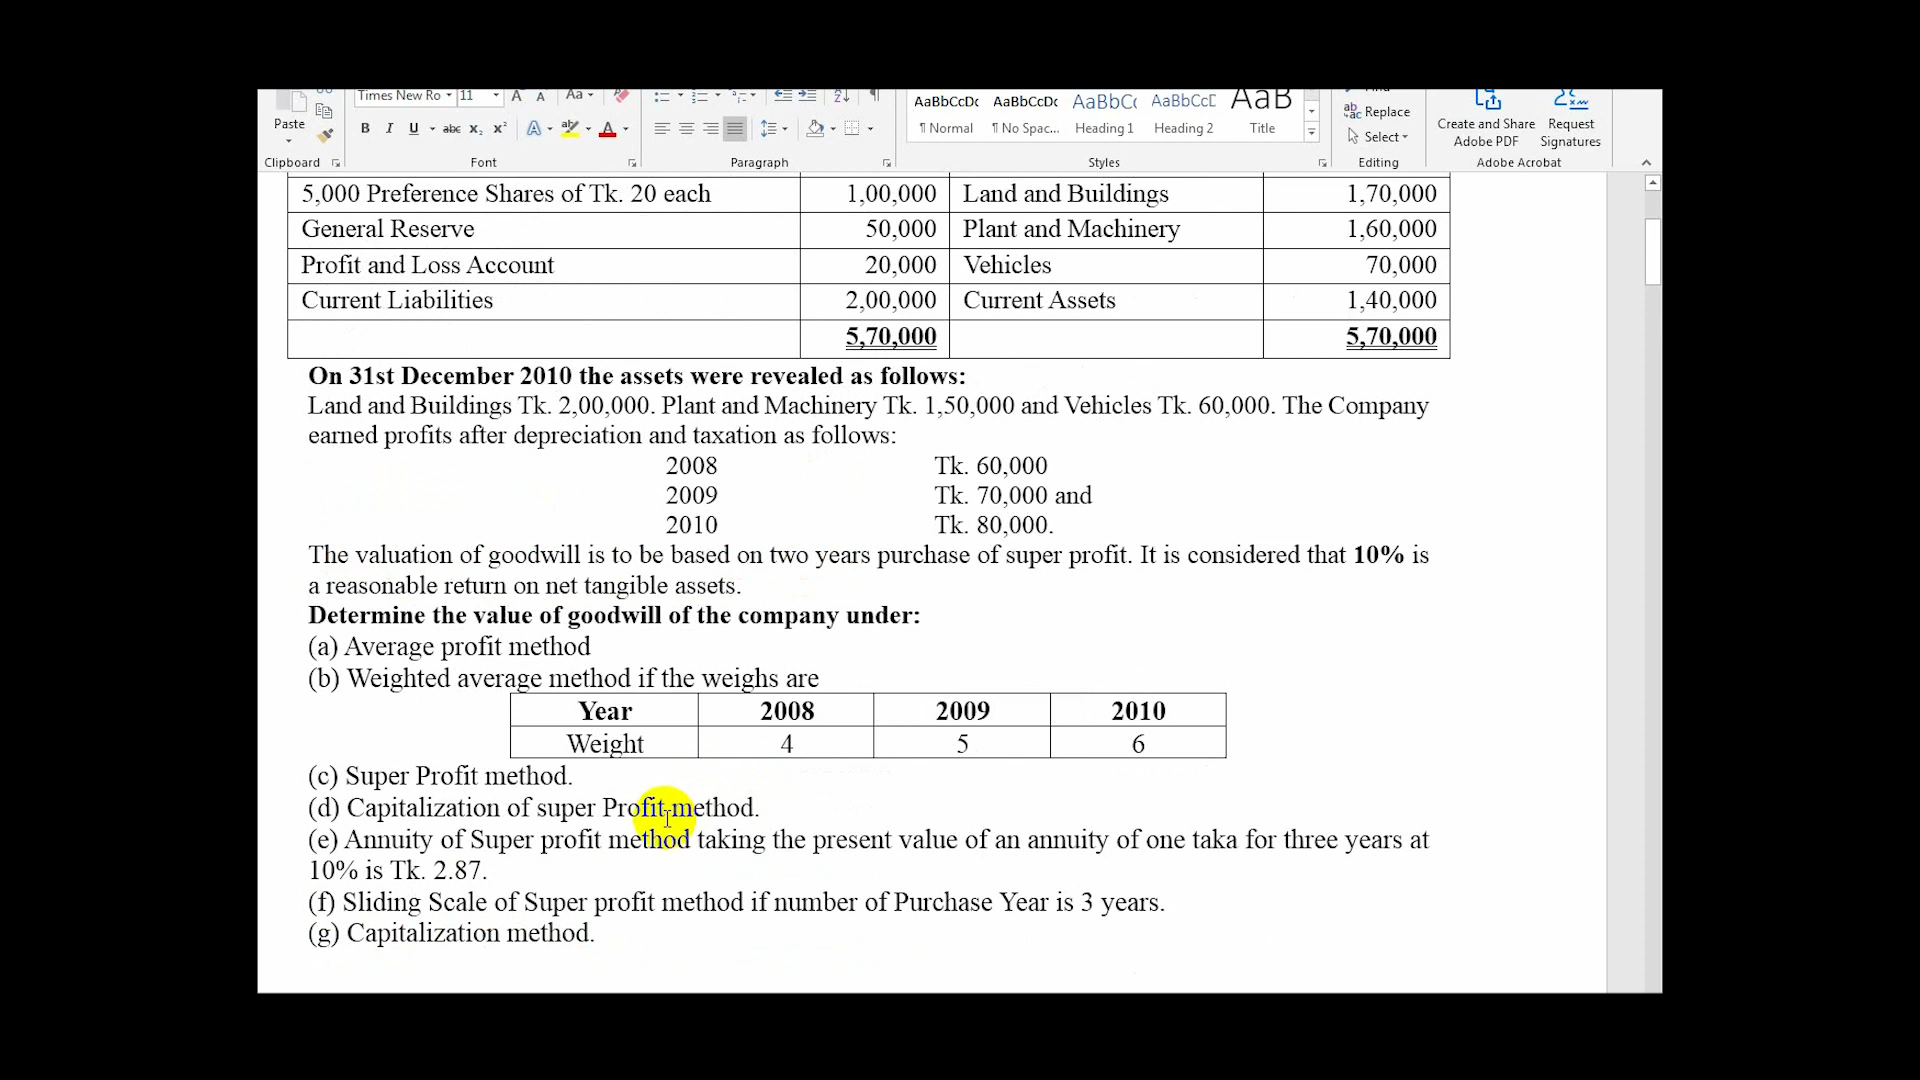 Times New Ro 11 A A Aa AaBbCcDc AaBbCcDc AaBbC AaBbCcD AaB
Paste B I U abc x₂ x² A ab A ¶ Normal ¶ No Spac... Heading 1 Heading 2 Title Replace Select Create and Share Adobe PDF Request Signatures
Clipboard Font Paragraph Styles Editing Adobe Acrobat
5,000 Preference Shares of Tk. 20 each 1,00,000 Land and Buildings 1,70,000
General Reserve 50,000 Plant and Machinery 1,60,000
Profit and Loss Account 20,000 Vehicles 70,000
Current Liabilities 2,00,000 Current Assets 1,40,000
5,70,000 5,70,000
On 31st December 2010 the assets were revealed as follows:
Land and Buildings Tk. 2,00,000. Plant and Machinery Tk. 1,50,000 and Vehicles Tk. 60,000. The Company
earned profits after depreciation and taxation as follows:
2008 Tk. 60,000
2009 Tk. 70,000 and
2010 Tk. 80,000.
The valuation of goodwill is to be based on two years purchase of super profit. It is considered that 10% is
a reasonable return on net tangible assets.
Determine the value of goodwill of the company under:
(a) Average profit method
(b) Weighted average method if the weighs are
Year 2008 2009 2010
Weight 4 5 6
(c) Super Profit method.
(d) Capitalization of super Profit method.
(e) Annuity of Super profit method taking the present value of an annuity of one taka for three years at
10% is Tk. 2.87.
(f) Sliding Scale of Super profit method if number of Purchase Year is 3 years.
(g) Capitalization method.